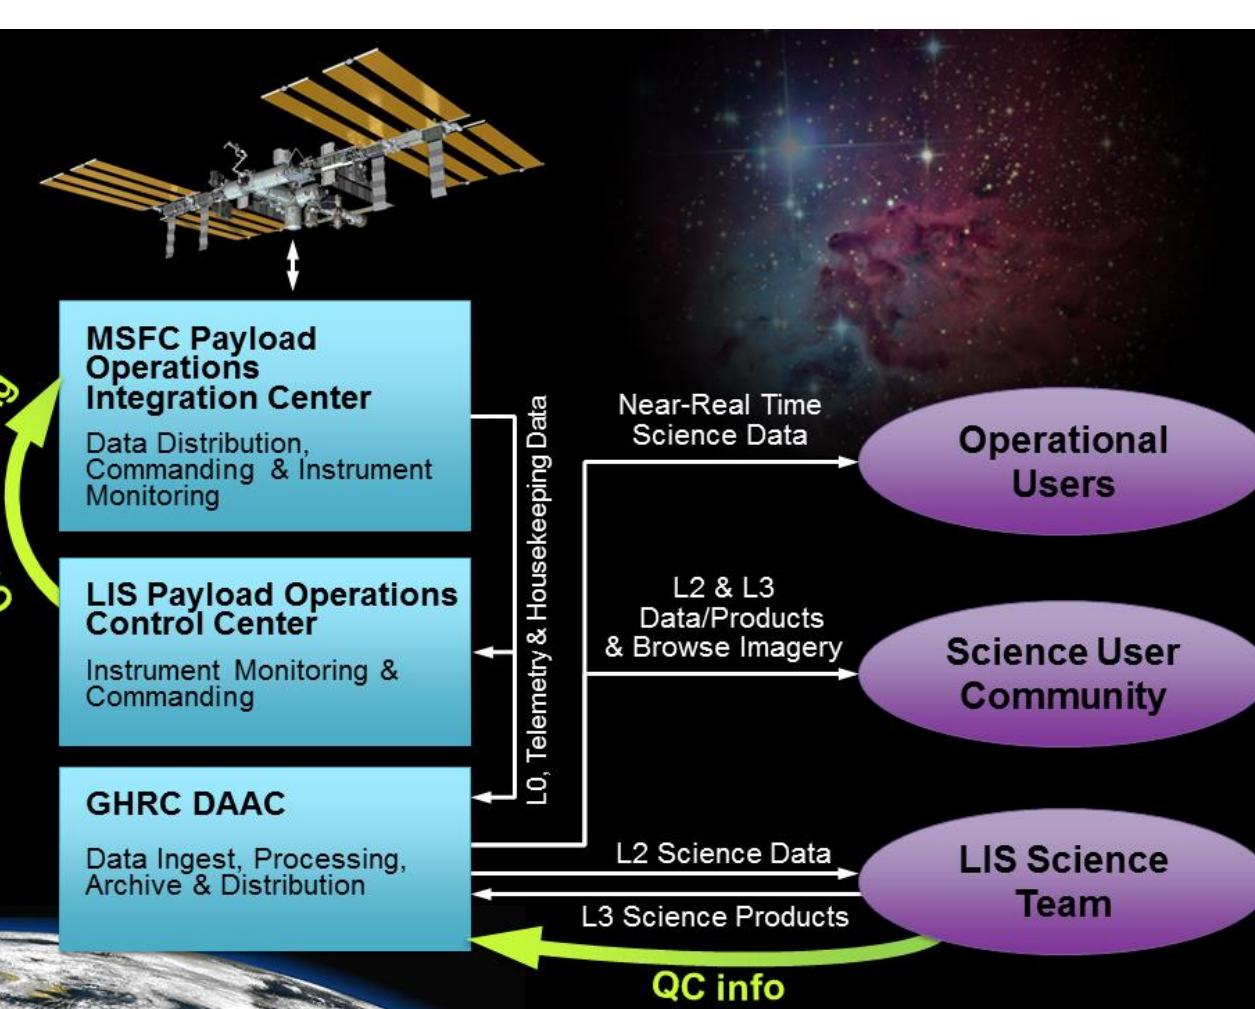 MSFC Payload
Operations
Integration Center
Data Distribution,
Commanding & Instrument
Monitoring
LIS Payload Operations
Control Center
Instrument Monitoring &
Commanding
GHRC DAAC
Data Ingest, Processing,
Archive & Distribution
L0, Telemetry & Housekeeping Data
Near-Real Time
Science Data
Operational
Users
L2 & L3
Data/Products
& Browse Imagery
Science User
Community
L2 Science Data
L3 Science Products
LIS Science
Team
QC info